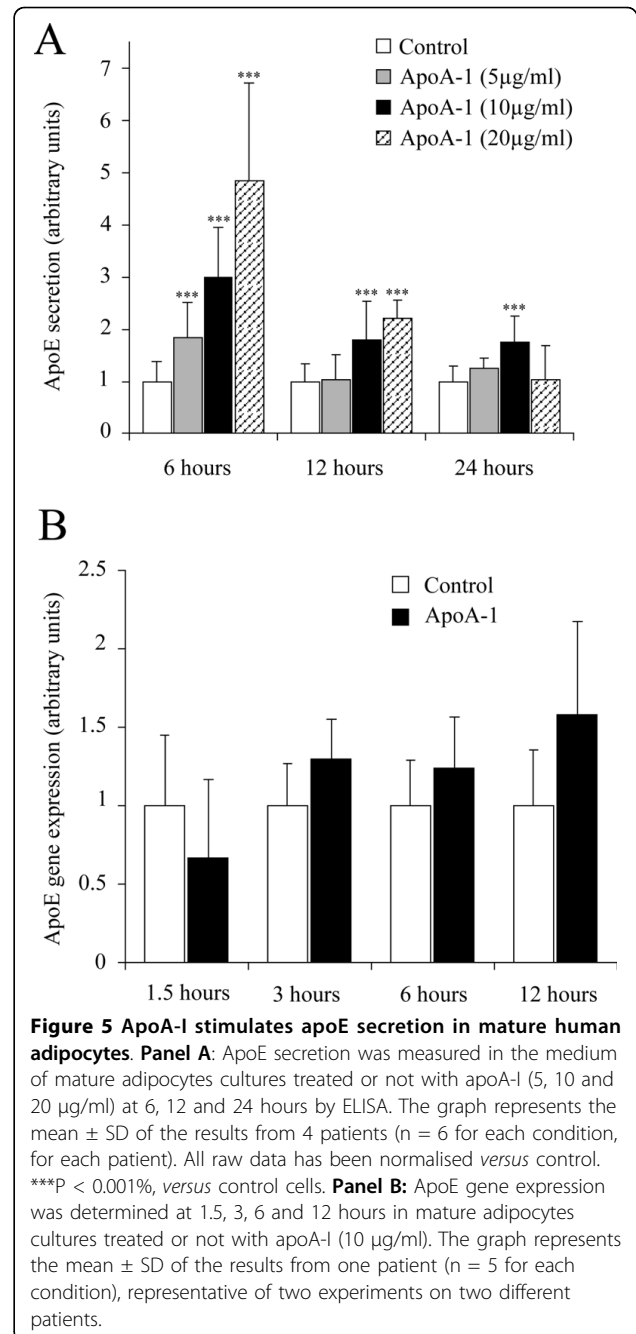 A
Control
ApoA-1 (5µg/ml)
ApoA-1 (10µg/ml)
ApoA-1 (20µg/ml)
ApoE secretion (arbitrary units)
7
6
5
4
3
2
1
0
***
***
***
***
***
***
6 hours
12 hours
24 hours
B
Control
ApoA-1
ApoE gene expression (arbitrary units)
2.5
2
1.5
1
0.5
0
1.5 hours
3 hours
6 hours
12 hours
Figure 5 ApoA-I stimulates apoE secretion in mature human
adipocytes. Panel A: ApoE secretion was measured in the medium
of mature adipocytes cultures treated or not with apoA-I (5, 10 and
20 µg/ml) at 6, 12 and 24 hours by ELISA. The graph represents the
mean ± SD of the results from 4 patients (n = 6 for each condition,
for each patient). All raw data has been normalised versus control.
***P < 0.001%, versus control cells. Panel B: ApoE gene expression
was determined at 1.5, 3, 6 and 12 hours in mature adipocytes
cultures treated or not with apoA-I (10 µg/ml). The graph represents
the mean ± SD of the results from one patient (n = 5 for each
condition), representative of two experiments on two different
patients.